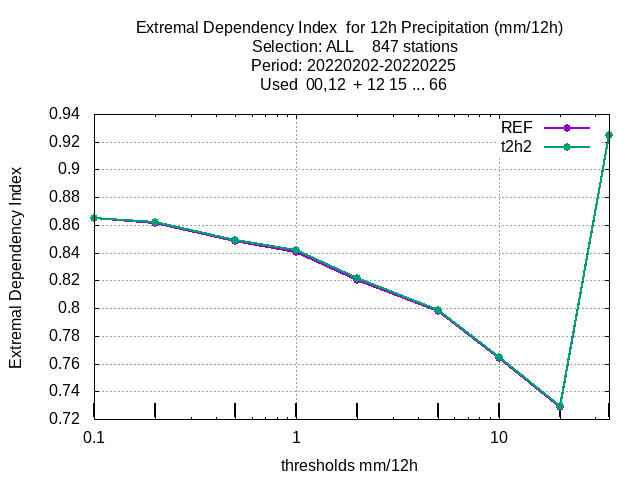 Extremal Dependency Index  for 12h Precipitation (mm/12h)
Selection: ALL    847 stations
Period: 20220202-20220225
Used  00,12  + 12 15 ... 66
REF
t2h2
Extremal Dependency Index
0.94
0.92
0.9
0.88
0.86
0.84
0.82
0.8
0.78
0.76
0.74
0.72
0.1
1
10
thresholds mm/12h